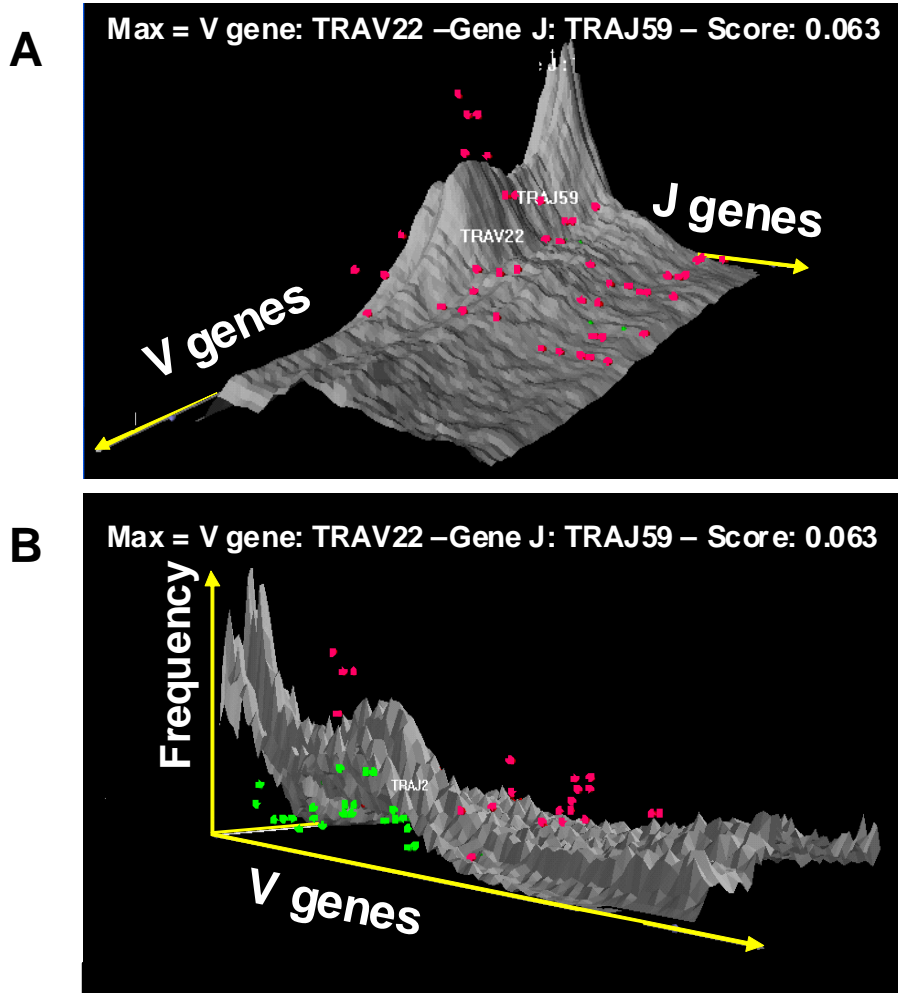 A
Max = V gene: TRAV22 –Gene J: TRAJ59 – Score: 0.063
TRAJ59
J genes
TRAV22
V genes
B
Max = V gene: TRAV22 –Gene J: TRAJ59 – Score: 0.063
Frequency
TRAJ2
V genes